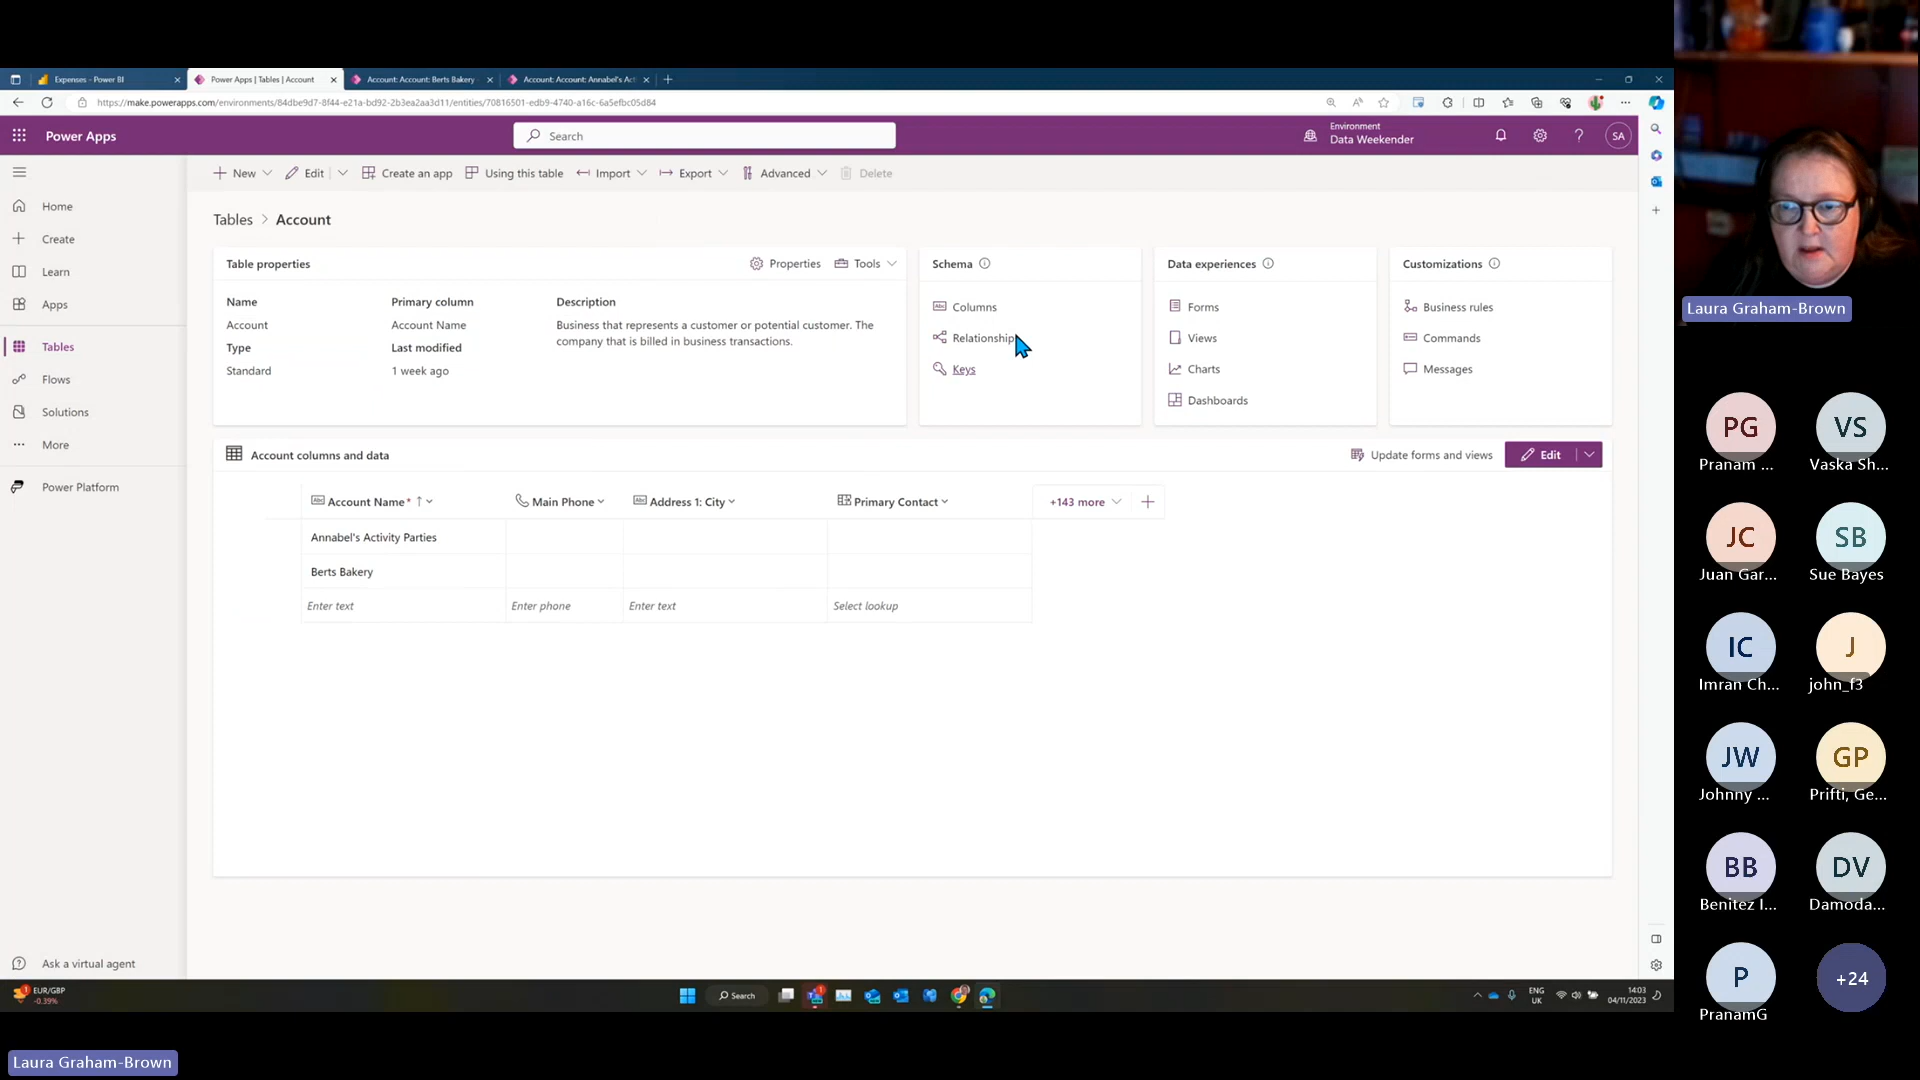 Expenses - Power BI
Power Apps | Tables | Account
Account: Account: Berts Bakery
Account: Account: Annabel's Act
https://make.powerapps.com/environments/84dbe9d7-8f44-e21a-bd92-2b3ea2aa3d11/entities/70816501-edb9-4740-a16c-6a5efbc05d84
Power Apps
Search
Environment
Data Weekender
SA
New
Edit
Create an app
Using this table
Import
Export
Advanced
Delete
Home
Create
Learn
Apps
Tables
Flows
Solutions
More
Power Platform
Ask a virtual agent
Tables > Account
Table properties
Properties
Tools
Name
Primary column
Description
Account
Account Name
Business that represents a customer or potential customer. The
company that is billed in business transactions.
Type
Last modified
Standard
1 week ago
Schema
Columns
Relationship
Keys
Data experiences
Forms
Views
Charts
Dashboards
Customizations
Business rules
Commands
Messages
Account columns and data
Update forms and views
Edit
Account Name*
Main Phone
Address 1: City
Primary Contact
+143 more
Annabel's Activity Parties
Berts Bakery
Enter text
Enter phone
Enter text
Select lookup
EUR/GBP
-0.39%
Search
ENG
UK
14:03
04/11/2023
Laura Graham-Brown
PG
Pranam ...
VS
Vaska Sh...
JC
Juan Gar...
SB
Sue Bayes
IC
Imran Ch...
J
john_f3
JW
Johnny ...
GP
Prifti, Ge...
BB
Benitez I...
DV
Damoda...
P
PranamG
+24
Laura Graham-Brown